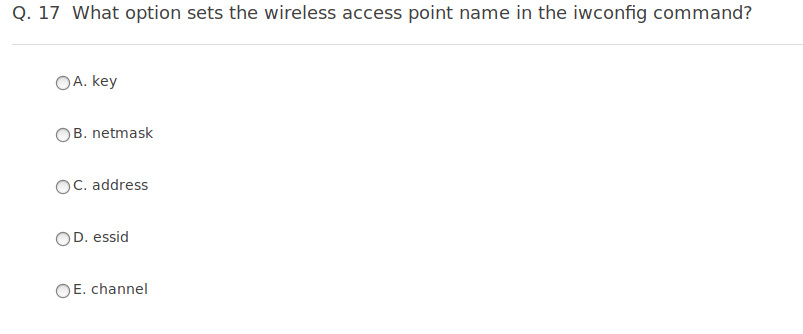 Q. 17 What option sets the wireless access point name in the iwconfig command?
A. key
B. netmask
C. address
D. essid
E. channel